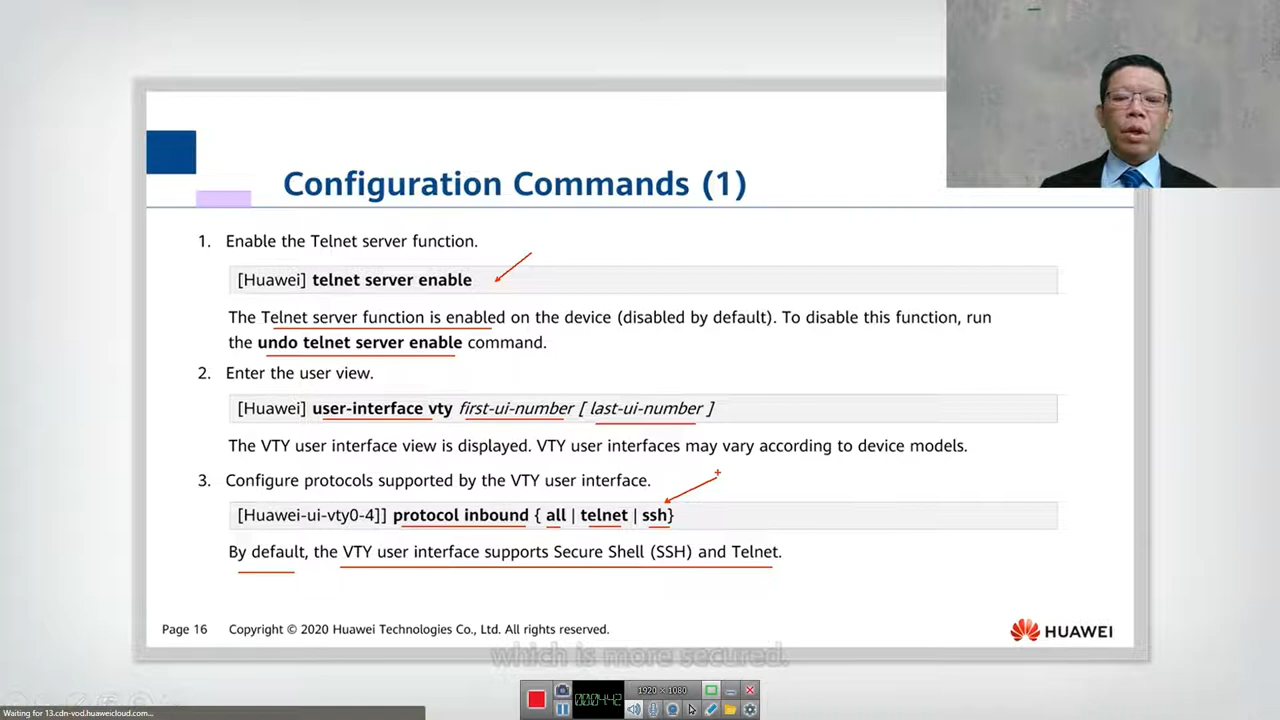 Configuration Commands (1)
1. Enable the Telnet server function.
[Huawei] telnet server enable
The Telnet server function is enabled on the device (disabled by default). To disable this function, run
the undo telnet server enable command.
2. Enter the user view.
[Huawei] user-interface vty first-ui-number [ last-ui-number ]
The VTY user interface view is displayed. VTY user interfaces may vary according to device models.
3. Configure protocols supported by the VTY user interface.
[Huawei-ui-vty0-4]] protocol inbound { all | telnet | ssh}
By default, the VTY user interface supports Secure Shell (SSH) and Telnet.
Page 16 Copyright © 2020 Huawei Technologies Co., Ltd. All rights reserved.
HUAWEI
which is more secured.
1920 × 1080
00:04:42
Waiting for 13.cdn-vod.huaweicloud.com...